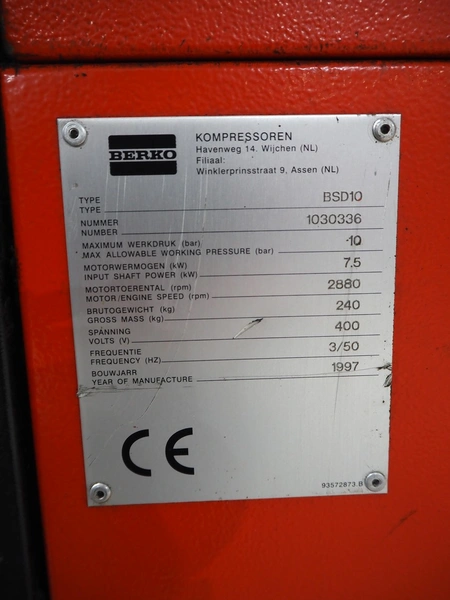 BERKO
KOMPRESSOREN
Havenweg 14. Wijchen (NL)
Filiaal:
Winklerprinsstraat 9, Assen (NL)
TYPE
TYPE BSD10
NUMMER
NUMBER 1030336
MAXIMUM WERKDRUK (bar)
MAX ALLOWABLE WORKING PRESSURE (bar) 10
MOTORWERMOGEN (kW)
INPUT SHAFT POWER (kW) 7.5
MOTORTOERENTAL (rpm)
MOTOR/ENGINE SPEED (rpm) 2880
BRUTOGEWICHT (kg)
GROSS MASS (kg) 240
SPANNING
VOLTS (V) 400
FREQUENTIE
FREQUENCY (HZ) 3/50
BOUWJARR
YEAR OF MANUFACTURE 1997
CE
93572873 B